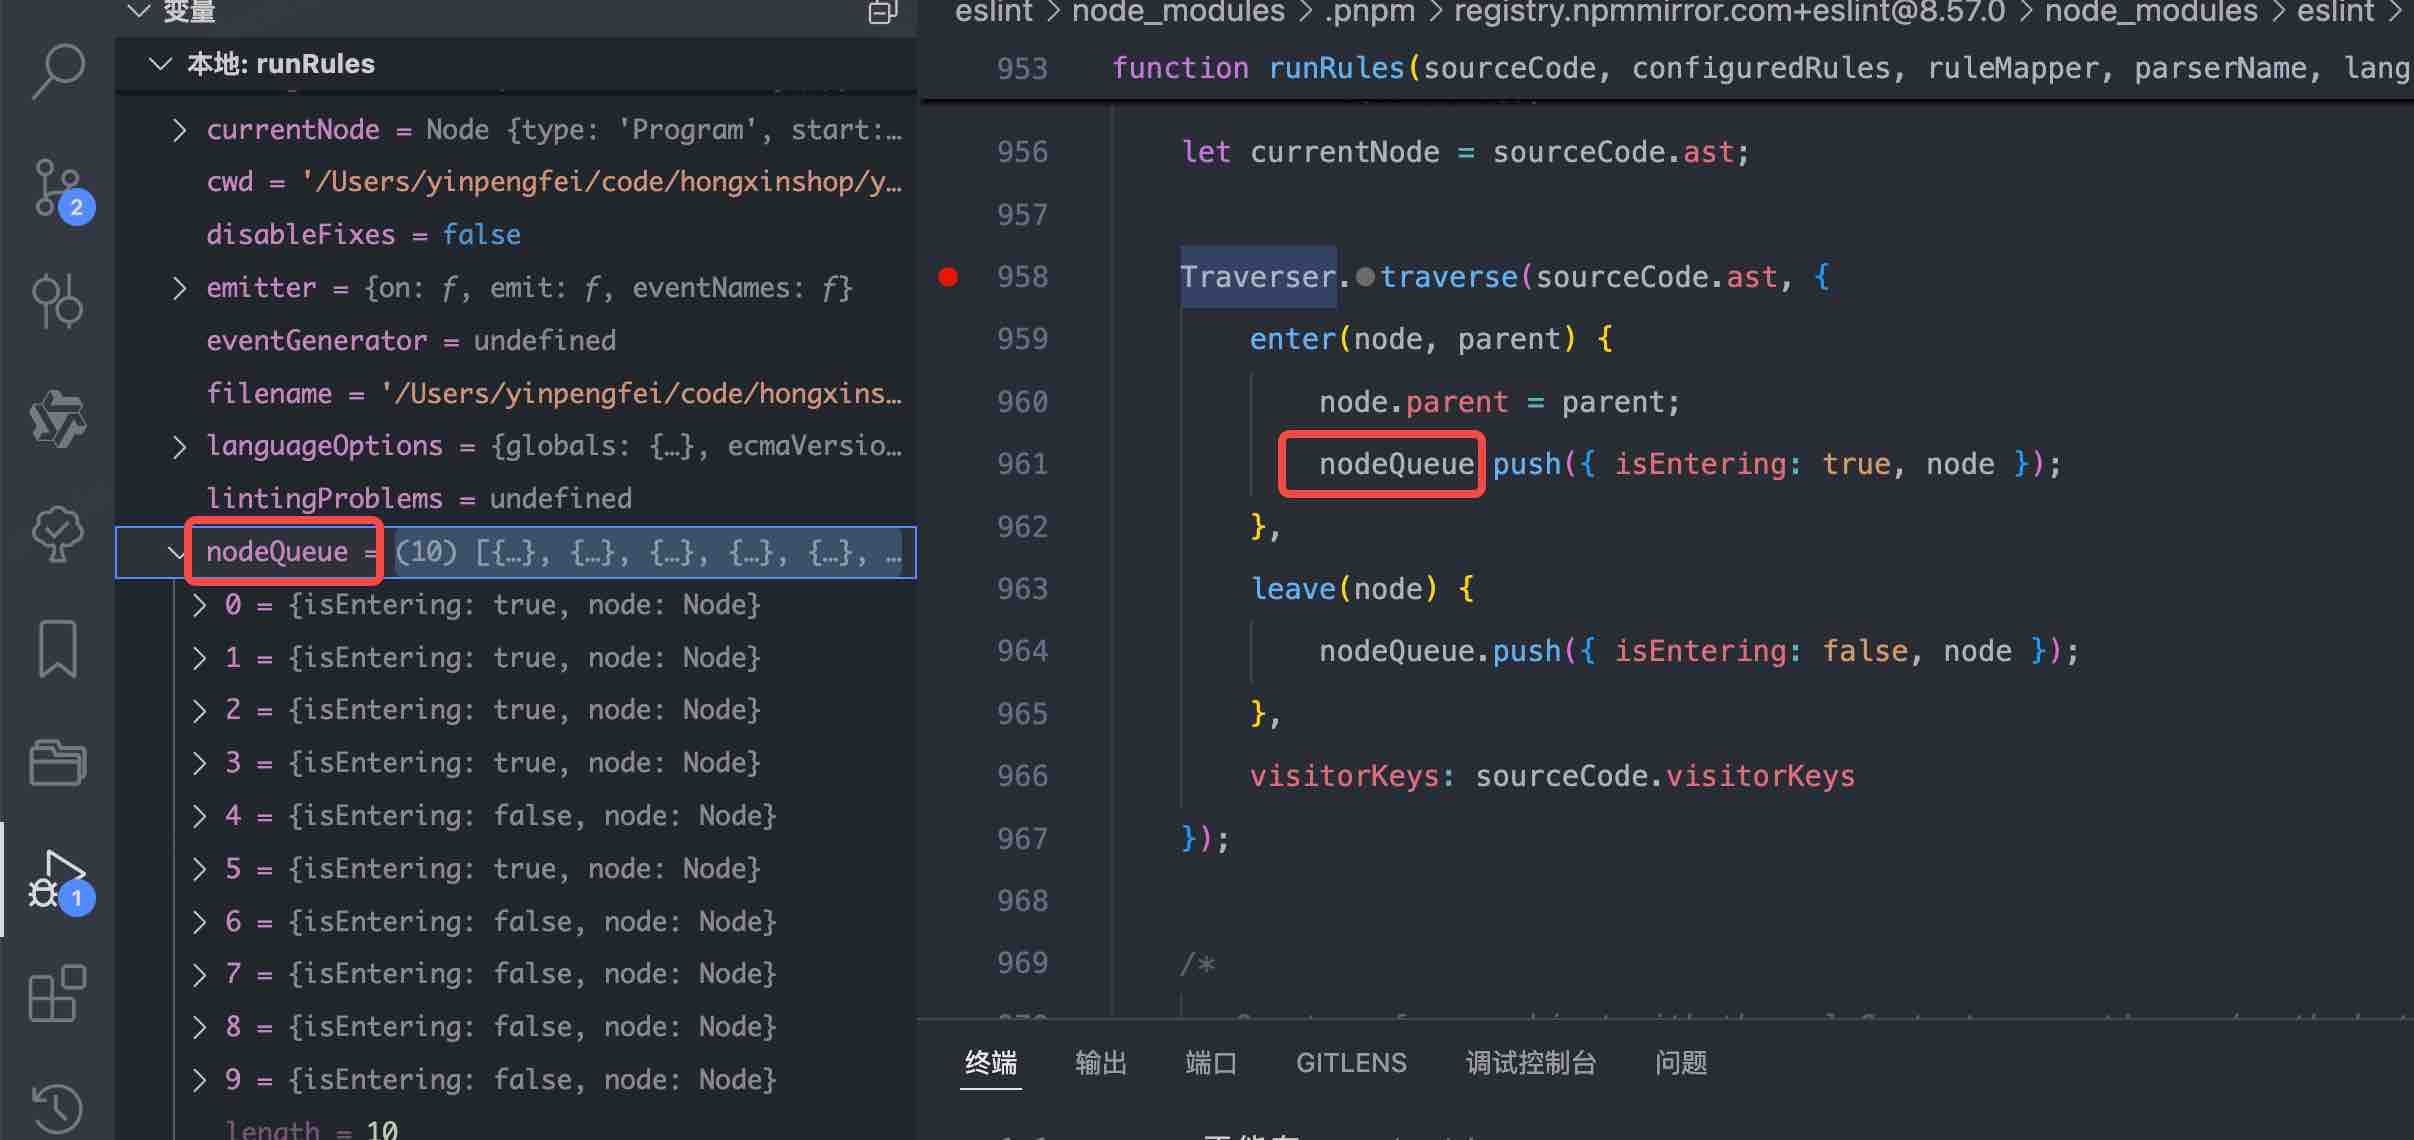 变量
本地: runRules
currentNode = Node {type: 'Program', start:…
cwd = '/Users/yinpengfei/code/hongxinshop/y…
disableFixes = false
emitter = {on: f, emit: f, eventNames: f}
eventGenerator = undefined
filename = '/Users/yinpengfei/code/hongxins…
languageOptions = {globals: {…}, ecmaVersio…
lintingProblems = undefined
nodeQueue = (10) [{…}, {…}, {…}, {…}, {…}, …
0 = {isEntering: true, node: Node}
1 = {isEntering: true, node: Node}
2 = {isEntering: true, node: Node}
3 = {isEntering: true, node: Node}
4 = {isEntering: false, node: Node}
5 = {isEntering: true, node: Node}
6 = {isEntering: false, node: Node}
7 = {isEntering: false, node: Node}
8 = {isEntering: false, node: Node}
9 = {isEntering: false, node: Node}
length = 10
2
1
eslint > node_modules > .pnpm > registry.npmmirror.com+eslint@8.57.0 > node_modules > eslint >
953 function runRules(sourceCode, configuredRules, ruleMapper, parserName, lang
956 let currentNode = sourceCode.ast;
957
958 Traverser.traverse(sourceCode.ast, {
959 enter(node, parent) {
960 node.parent = parent;
961 nodeQueue push({ isEntering: true, node });
962 },
963 leave(node) {
964 nodeQueue.push({ isEntering: false, node });
965 },
966 visitorKeys: sourceCode.visitorKeys
967 });
968
969 /*
终端 输出 端口 GITLENS 调试控制台 问题